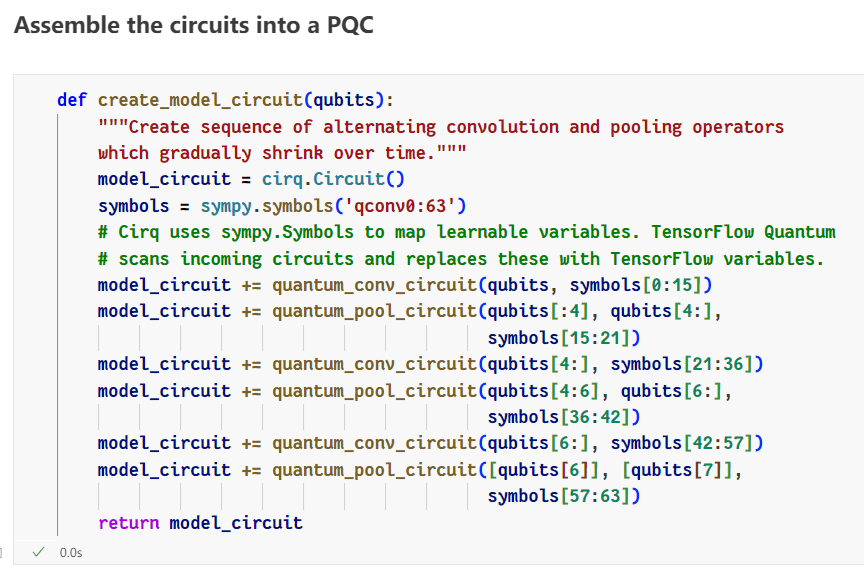 Assemble the circuits into a PQC
def create_model_circuit(qubits):
"""Create sequence of alternating convolution and pooling operators
which gradually shrink over time."""
model_circuit = cirq.Circuit()
symbols = sympy.symbols('qconv0:63')
# Cirq uses sympy.Symbols to map learnable variables. TensorFlow Quantum
# scans incoming circuits and replaces these with TensorFlow variables.
model_circuit += quantum_conv_circuit(qubits, symbols[0:15])
model_circuit += quantum_pool_circuit(qubits[:4], qubits[4:],
symbols[15:21])
model_circuit += quantum_conv_circuit(qubits[4:], symbols[21:36])
model_circuit += quantum_pool_circuit(qubits[4:6], qubits[6:],
symbols[36:42])
model_circuit += quantum_conv_circuit(qubits[6:], symbols[42:57])
model_circuit += quantum_pool_circuit([qubits[6]], [qubits[7]],
symbols[57:63])
return model_circuit
✓ 0.0s